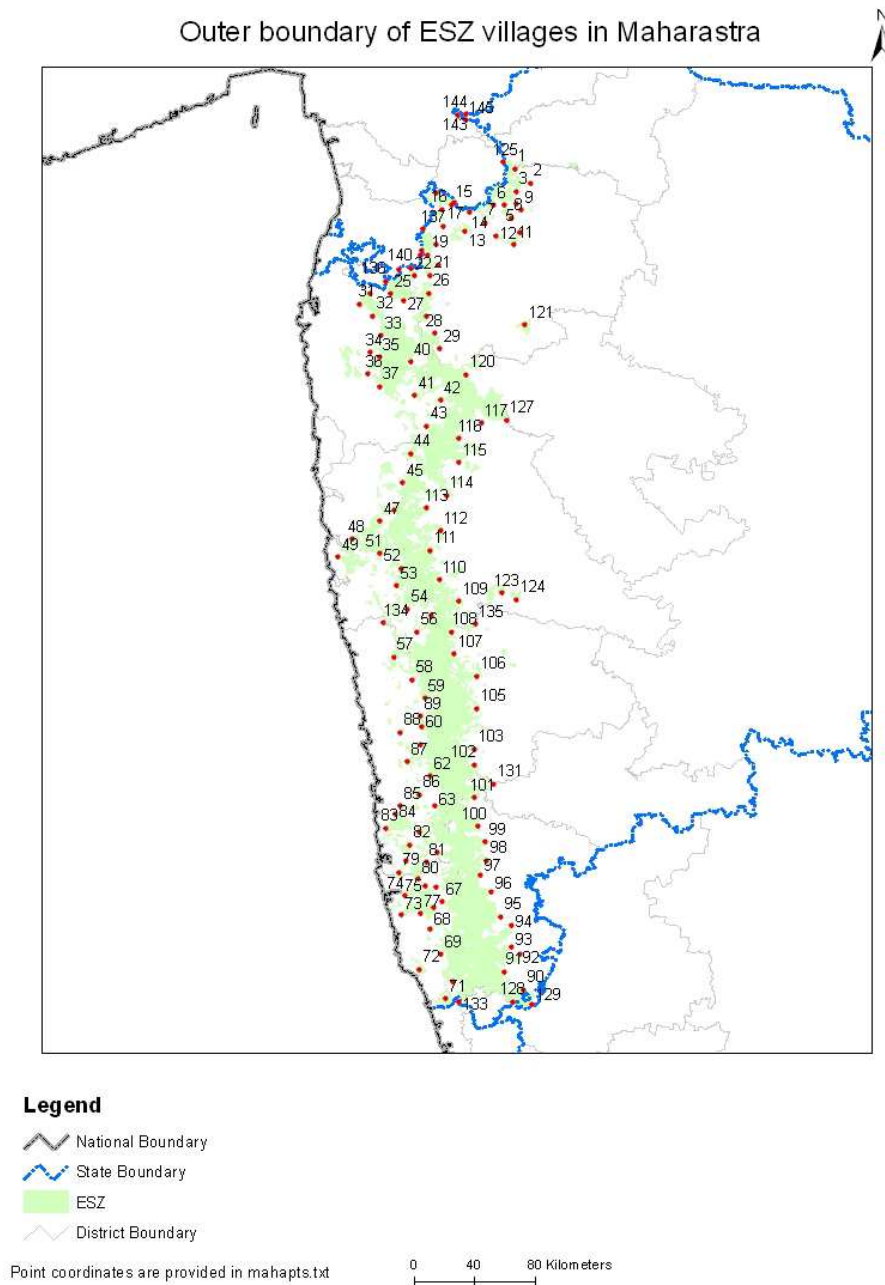 Outer boundary of ESZ villages in Maharastra
N
144 145
143
125 1
2
3
16 15 6 9
7 8
137 17 14 5
13 124 11
19
140 21
136 22
25 26
31 32 27
33 28 121
34 35 29
36 40 120
37
41 42
43 117 127
116
44 115
45
113 114
47
48 112
49 51 111
52
53 110
109 123 124
54
134 56 108 135
107
57
58 106
59
89 105
88 60
103
87 102
62 131
86 101
85 63
83 84 100
99
82 98
79 81 97
80
74 75 96
67
73 77 95
68 94
69 93
72 91 92
90
71 128
133 129
Legend
National Boundary
State Boundary
ESZ
District Boundary
Point coordinates are provided in mahapts.txt
0 40 80 Kilometers